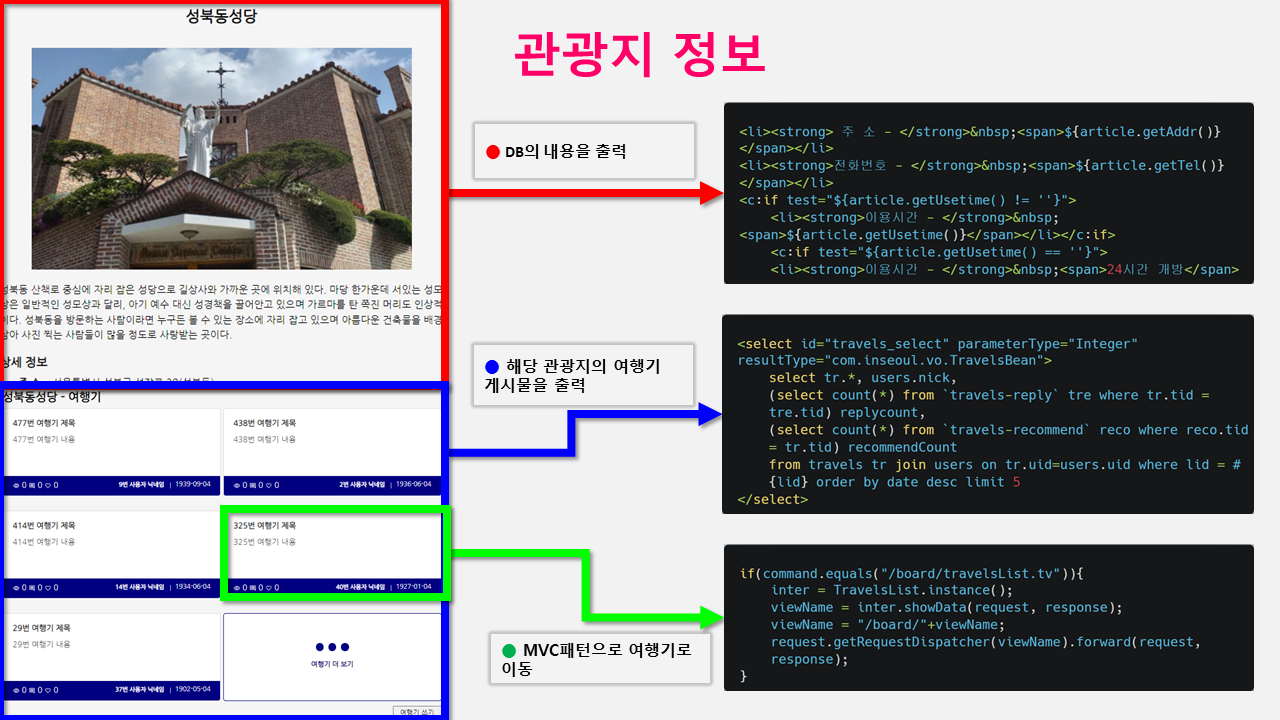 성북동성당
관광지 정보
성북동 산책로 중심에 자리 잡은 성당으로 길상사와 가까운 곳에 위치해 있다. 마당 한가운데 서있는 성모
상은 일반적인 성모상과 달리, 아기 예수 대신 성경책을 끌어안고 있으며 가르마를 탄 쪽진 머리도 인상적
이다. 성북동을 방문하는 사람이라면 누구든 볼 수 있는 장소에 자리 잡고 있으며 아름다운 건축물을 배경
삼아 사진 찍는 사람들이 많을 정도로 사랑받는 곳이다.
상세 정보
성북동성당 - 여행기
477번 여행기 제목
477번 여행기 내용
0 0 0 9번 사용자 닉네임 | 1939-09-04
438번 여행기 제목
438번 여행기 내용
0 0 0 2번 사용자 닉네임 | 1936-06-04
414번 여행기 제목
414번 여행기 내용
0 0 0 14번 사용자 닉네임 | 1934-06-04
325번 여행기 제목
325번 여행기 내용
0 0 0 40번 사용자 닉네임 | 1927-01-04
29번 여행기 제목
29번 여행기 내용
0 0 0 37번 사용자 닉네임 | 1902-05-04
여행기 더 보기
여행기 쓰기
DB의 내용을 출력
<li><strong> 주 소 - </strong>&nbsp;<span>${article.getAddr()}
</span></li>
<li><strong>전화번호 - </strong>&nbsp;<span>${article.getTel()}
</span></li>
<c:if test="${article.getUsetime() != ''}">
<li><strong>이용시간 - </strong>&nbsp;
<span>${article.getUsetime()}</span></li></c:if>
<c:if test="${article.getUsetime() == ''}">
<li><strong>이용시간 - </strong>&nbsp;<span>24시간 개방</span>
해당 관광지의 여행기
게시물을 출력
<select id="travels_select" parameterType="Integer"
resultType="com.inseoul.vo.TravelsBean">
select tr.*, users.nick,
(select count(*) from `travels-reply` tre where tr.tid =
tre.tid) replycount,
(select count(*) from `travels-recommend` reco where reco.tid
= tr.tid) recommendCount
from travels tr join users on tr.uid=users.uid where lid = #
{lid} order by date desc limit 5
</select>
MVC패턴으로 여행기로
이동
if(command.equals("/board/travelsList.tv")){
inter = TravelsList.instance();
viewName = inter.showData(request, response);
viewName = "/board/"+viewName;
request.getRequestDispatcher(viewName).forward(request,
response);
}